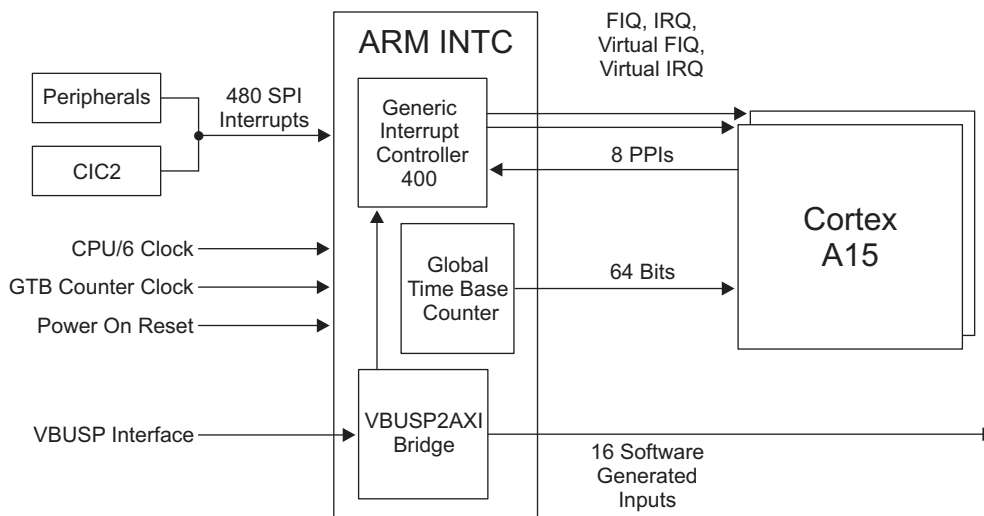 ARM INTC
FIQ, IRQ,
Virtual FIQ,
Virtual IRQ
Peripherals
CIC2
480 SPI
Interrupts
Generic
Interrupt
Controller
400
8 PPIs
Cortex
A15
CPU/6 Clock
GTB Counter Clock
Power On Reset
Global
Time Base
Counter
64 Bits
VBUSP Interface
VBUSP2AXI
Bridge
16 Software
Generated
Inputs